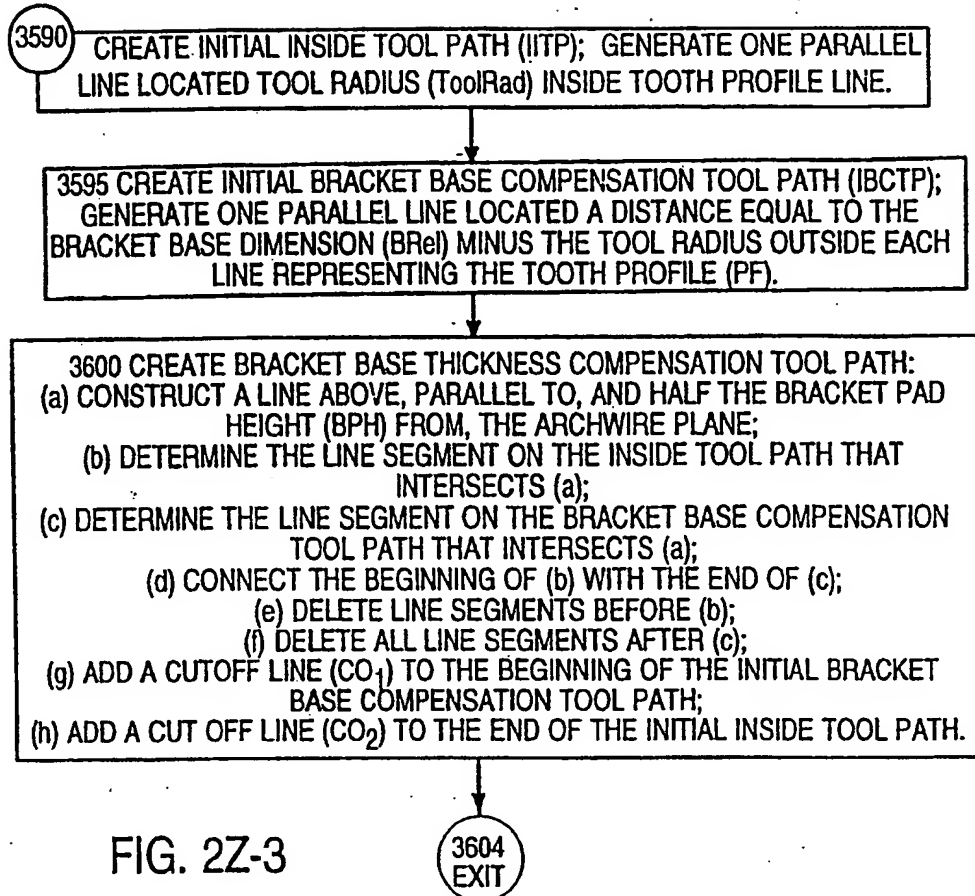 3590
CREATE INITIAL INSIDE TOOL PATH (IITP); GENERATE ONE PARALLEL
LINE LOCATED TOOL RADIUS (ToolRad) INSIDE TOOTH PROFILE LINE.
3595 CREATE INITIAL BRACKET BASE COMPENSATION TOOL PATH (IBCTP);
GENERATE ONE PARALLEL LINE LOCATED A DISTANCE EQUAL TO THE
BRACKET BASE DIMENSION (BRel) MINUS THE TOOL RADIUS OUTSIDE EACH
LINE REPRESENTING THE TOOTH PROFILE (PF).
3600 CREATE BRACKET BASE THICKNESS COMPENSATION TOOL PATH:
(a) CONSTRUCT A LINE ABOVE, PARALLEL TO, AND HALF THE BRACKET PAD
HEIGHT (BPH) FROM, THE ARCHWIRE PLANE;
(b) DETERMINE THE LINE SEGMENT ON THE INSIDE TOOL PATH THAT
INTERSECTS (a);
(c) DETERMINE THE LINE SEGMENT ON THE BRACKET BASE COMPENSATION
TOOL PATH THAT INTERSECTS (a);
(d) CONNECT THE BEGINNING OF (b) WITH THE END OF (c);
(e) DELETE LINE SEGMENTS BEFORE (b);
(f) DELETE ALL LINE SEGMENTS AFTER (c);
(g) ADD A CUTOFF LINE (CO₁) TO THE BEGINNING OF THE INITIAL BRACKET
BASE COMPENSATION TOOL PATH;
(h) ADD A CUT OFF LINE (CO₂) TO THE END OF THE INITIAL INSIDE TOOL PATH.
FIG. 2Z-3
3604
EXIT